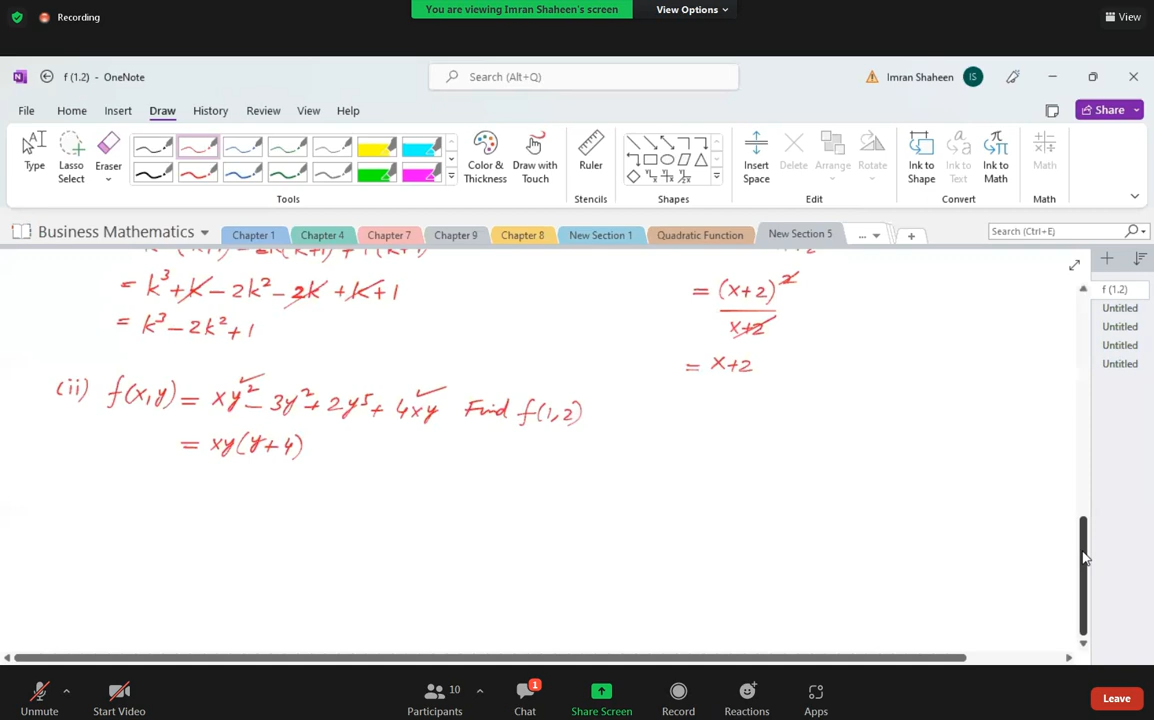 Recording
You are viewing Imran Shaheen's screen
View Options
View
f (1.2) - OneNote
Search (Alt+Q)
Imran Shaheen
IS
File Home Insert Draw History Review View Help
Share
Type
Lasso Select
Eraser
Color & Thickness
Draw with Touch
Ruler
Insert Space
Delete
Arrange
Rotate
Ink to Shape
Ink to Text
Ink to Math
Math
Tools
Stencils
Shapes
Edit
Convert
Math
Business Mathematics
Chapter 1
Chapter 4
Chapter 7
Chapter 9
Chapter 8
New Section 1
Quadratic Function
New Section 5
...
Search (Ctrl+E)
f (1.2)
Untitled
Untitled
Untitled
Untitled
= k³ + k - 2k² - 2k + k + 1
= k³ - 2k² + 1
= (x+2)²
x+2
= x+2
(ii) f(x,y) = xy² - 3y² + 2y⁵ + 4xy Find f(1,2)
= xy(y+4)
Unmute
Start Video
10
Participants
1
Chat
Share Screen
Record
Reactions
Apps
Leave